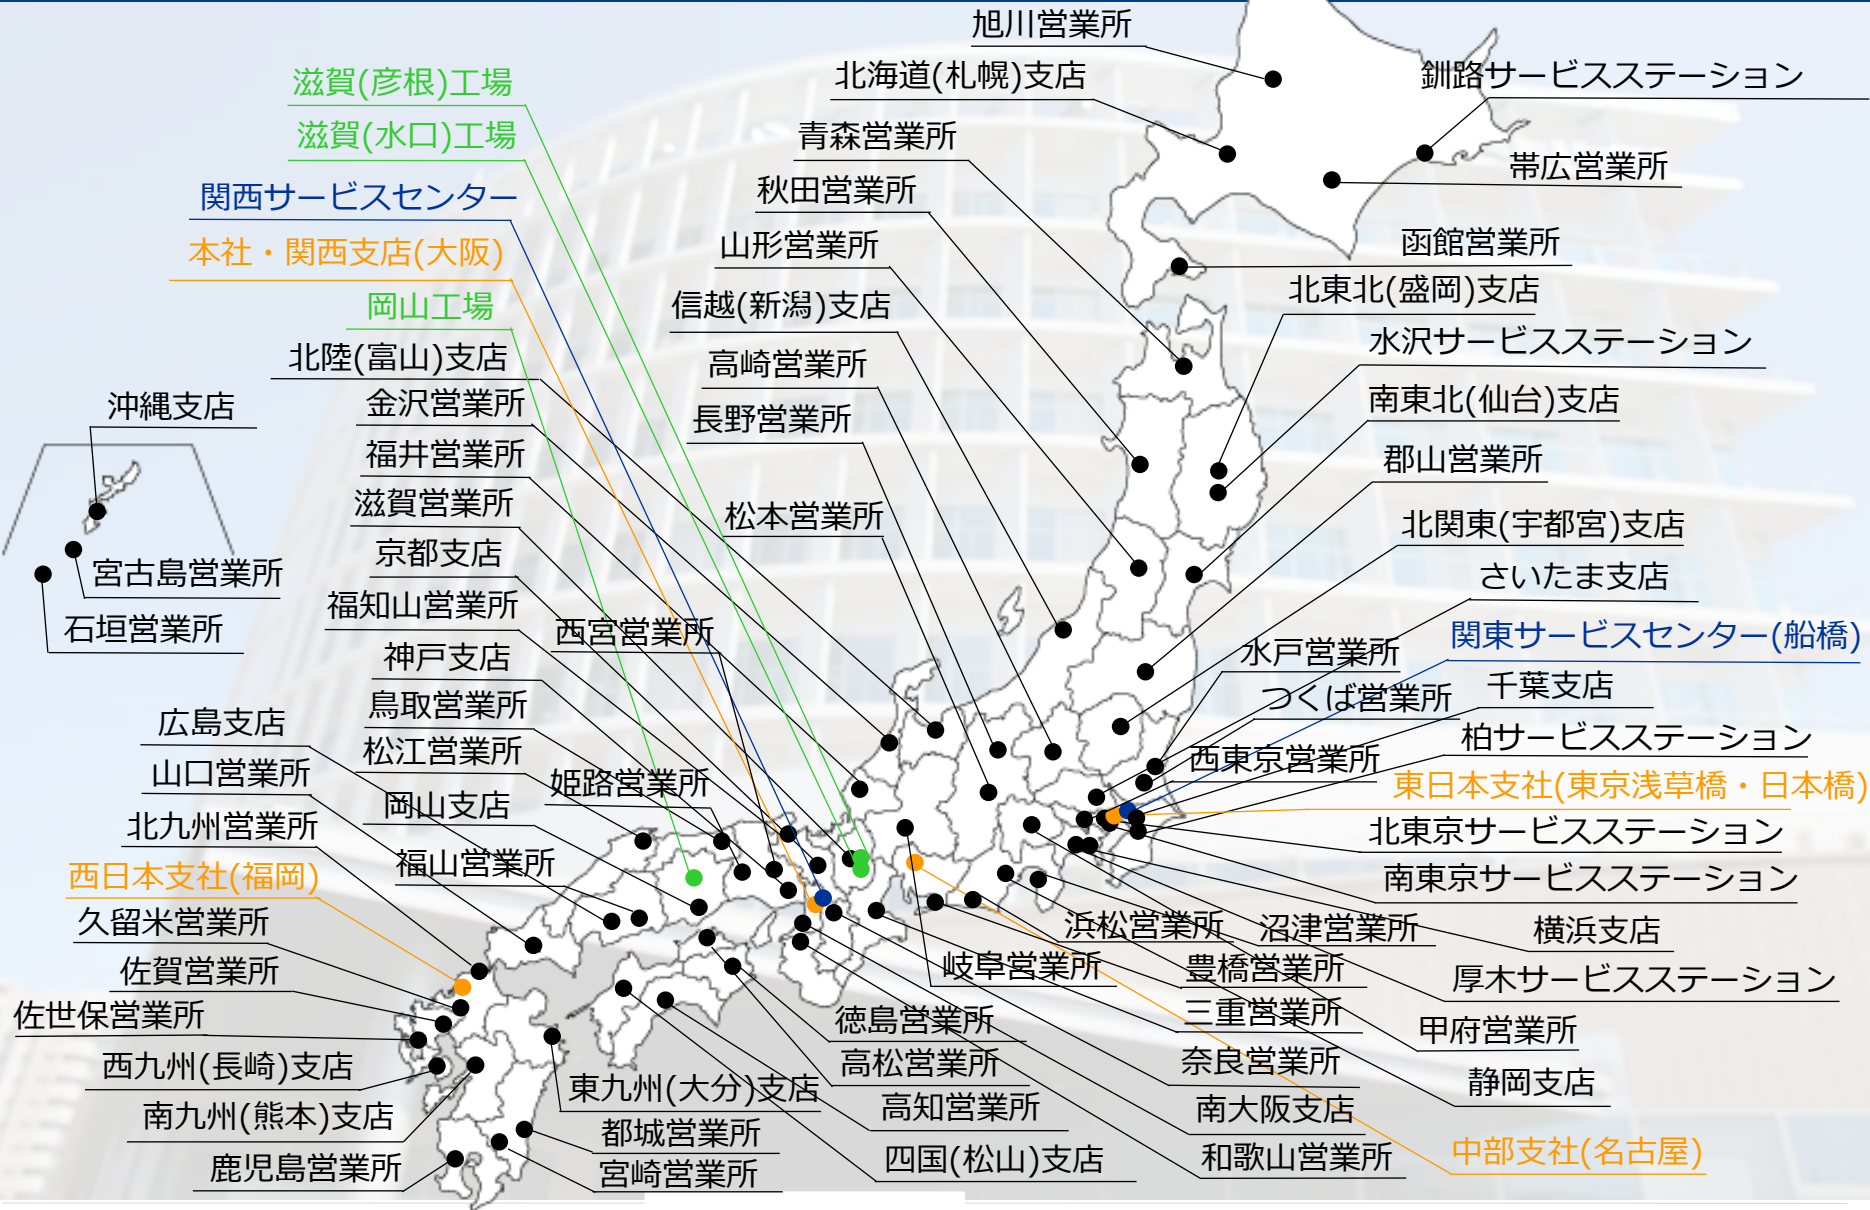 旭川営業所
北海道(札幌)支店
釧路サービスステーション
滋賀(彦根)工場
滋賀(水口)工場
青森営業所
帯広営業所
関西サービスセンター
秋田営業所
本社・関西支店(大阪)
山形営業所
函館営業所
岡山工場
信越(新潟)支店
北東北(盛岡)支店
北陸(富山)支店
高崎営業所
水沢サービスステーション
沖縄支店
金沢営業所
長野営業所
南東北(仙台)支店
福井営業所
郡山営業所
滋賀営業所
松本営業所
北関東(宇都宮)支店
京都支店
宮古島営業所
さいたま支店
福知山営業所
石垣営業所
西宮営業所
関東サービスセンター(船橋)
神戸支店
水戸営業所
千葉支店
鳥取営業所
つくば営業所
広島支店
松江営業所
柏サービスステーション
山口営業所
姫路営業所
西東京営業所
東日本支社(東京浅草橋・日本橋)
岡山支店
北九州営業所
北東京サービスステーション
福山営業所
西日本支社(福岡)
南東京サービスステーション
久留米営業所
浜松営業所
沼津営業所
横浜支店
佐賀営業所
岐阜営業所
豊橋営業所
厚木サービスステーション
佐世保営業所
徳島営業所
三重営業所
甲府営業所
西九州(長崎)支店
高松営業所
奈良営業所
静岡支店
東九州(大分)支店
南九州(熊本)支店
高知営業所
南大阪支店
都城営業所
中部支社(名古屋)
鹿児島営業所
宮崎営業所
四国(松山)支店
和歌山営業所